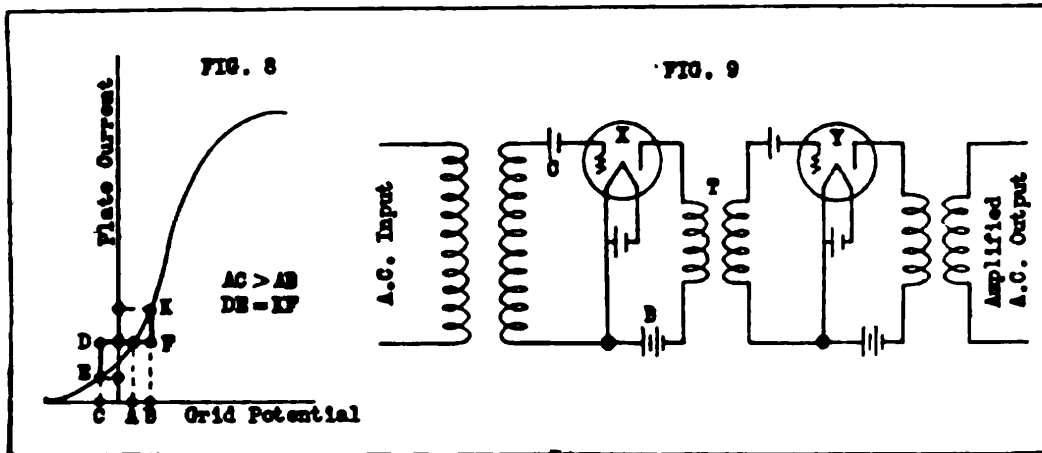 FIG. 8
Plate Current
AC > AB
DE = KF
K
D
F
E
C
A
B
Grid Potential
FIG. 9
A.C. Input
C
X
B
T
Y
Amplified
A.C. Output